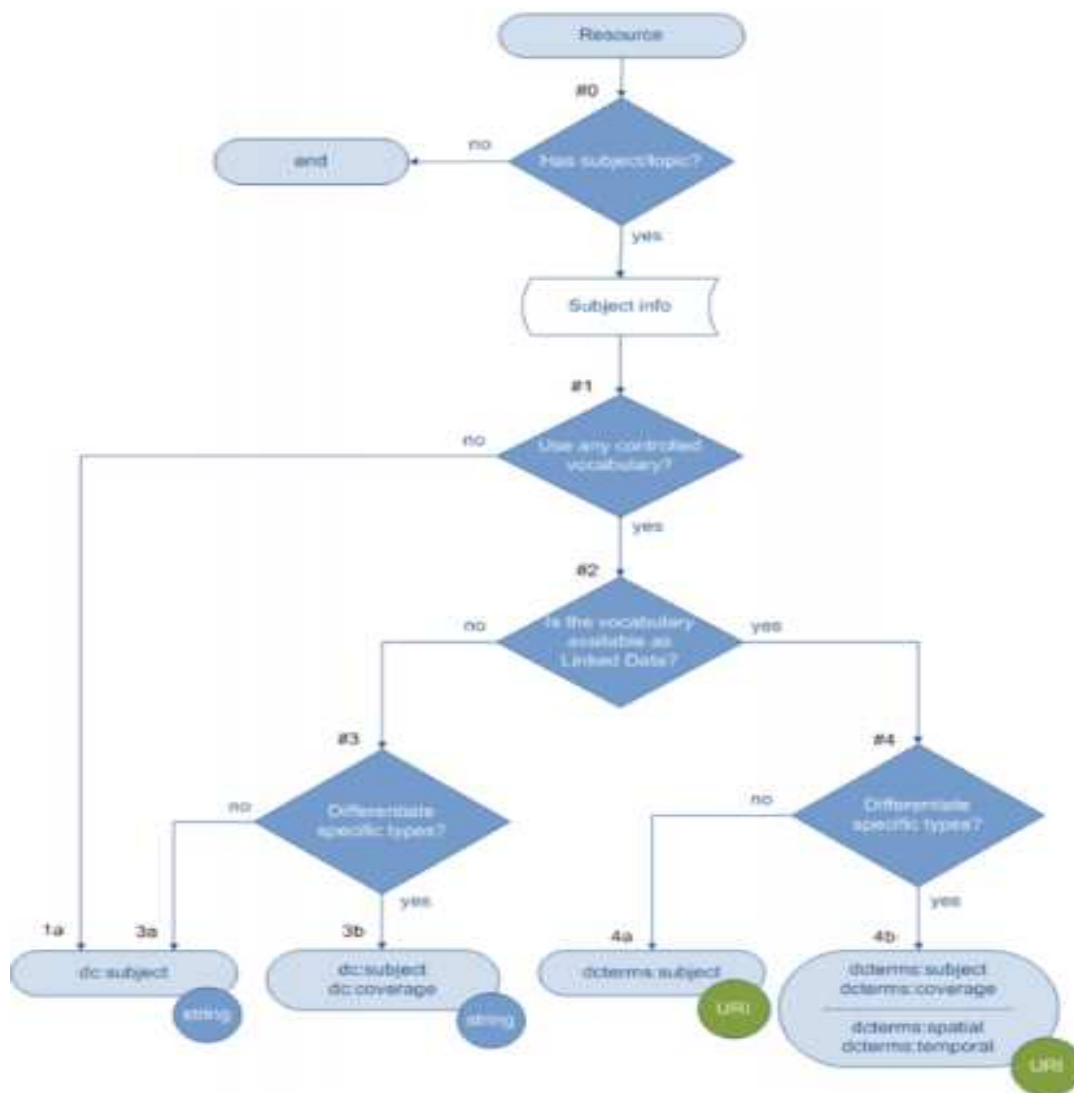 Resource
#0
Has subject/topic?
no
end
yes
Subject info
#1
no
Use any controlled
vocabulary?
yes
#2
no
Is the vocabulary
available as
Linked Data?
yes
#3
#4
no
Differentiate
specific types?
no
Differentiate
specific types?
yes
yes
1a
3a
3b
4a
4b
dc:subject
string
dc:subject
dc:coverage
string
dcterms:subject
URI
dcterms:subject
dcterms:coverage
dcterms:spatial
dcterms:temporal
URI